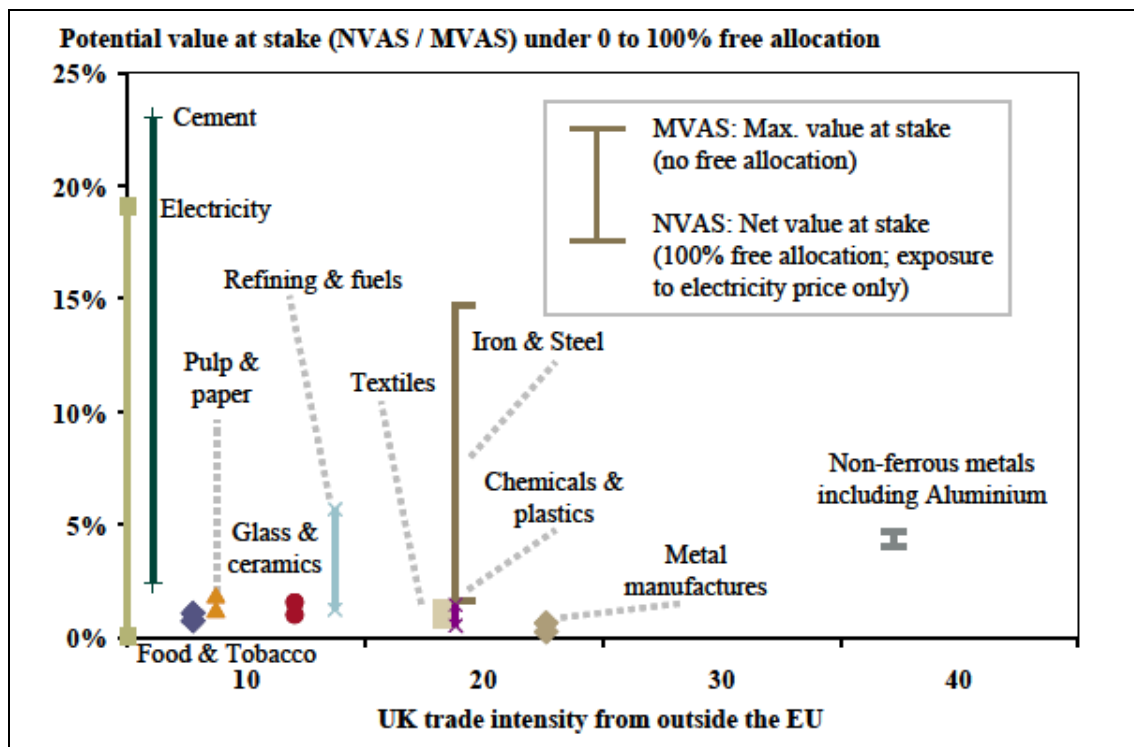 Potential value at stake (NVAS / MVAS) under 0 to 100% free allocation
25%
20%
15%
10%
5%
0%
Cement
Electricity
Refining & fuels
Pulp &
paper
Textiles
Glass &
ceramics
Food & Tobacco
MVAS: Max. value at stake
(no free allocation)
NVAS: Net value at stake
(100% free allocation; exposure
to electricity price only)
Iron & Steel
Chemicals &
plastics
Metal
manufactures
Non-ferrous metals
including Aluminium
10
20
30
40
UK trade intensity from outside the EU